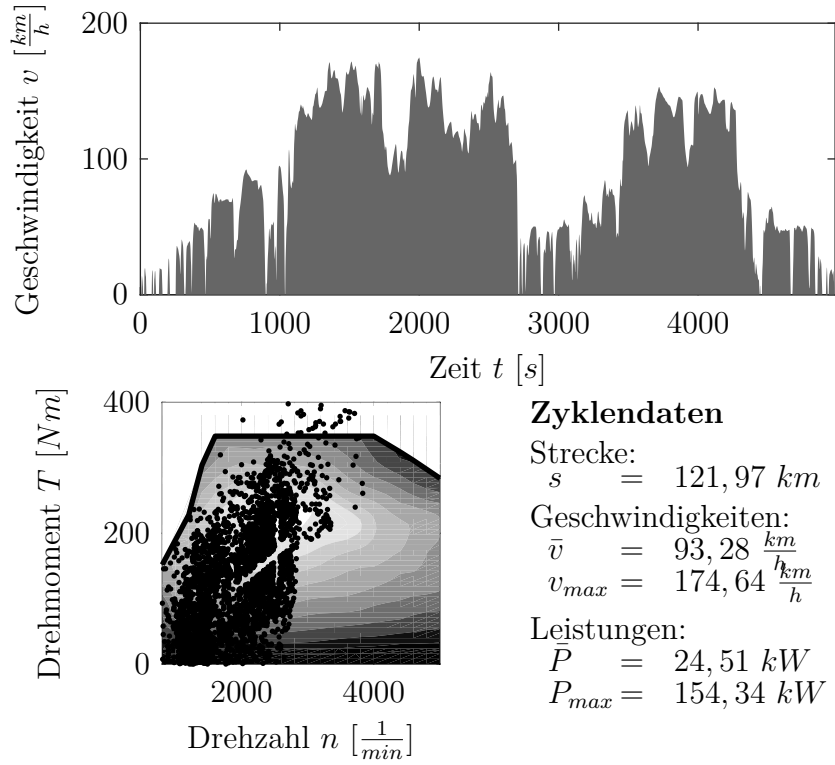 Geschwindigkeit v [km/h]
200
100
0
0 1000 2000 3000 4000
Zeit t [s]
Drehmoment T [Nm]
400
200
0
2000 4000
Drehzahl n [1/min]
Zyklendaten
Strecke:
s = 121,97 km
Geschwindigkeiten:
v̄ = 93,28 km/h
v_max = 174,64 km/h
Leistungen:
P̄ = 24,51 kW
P_max = 154,34 kW